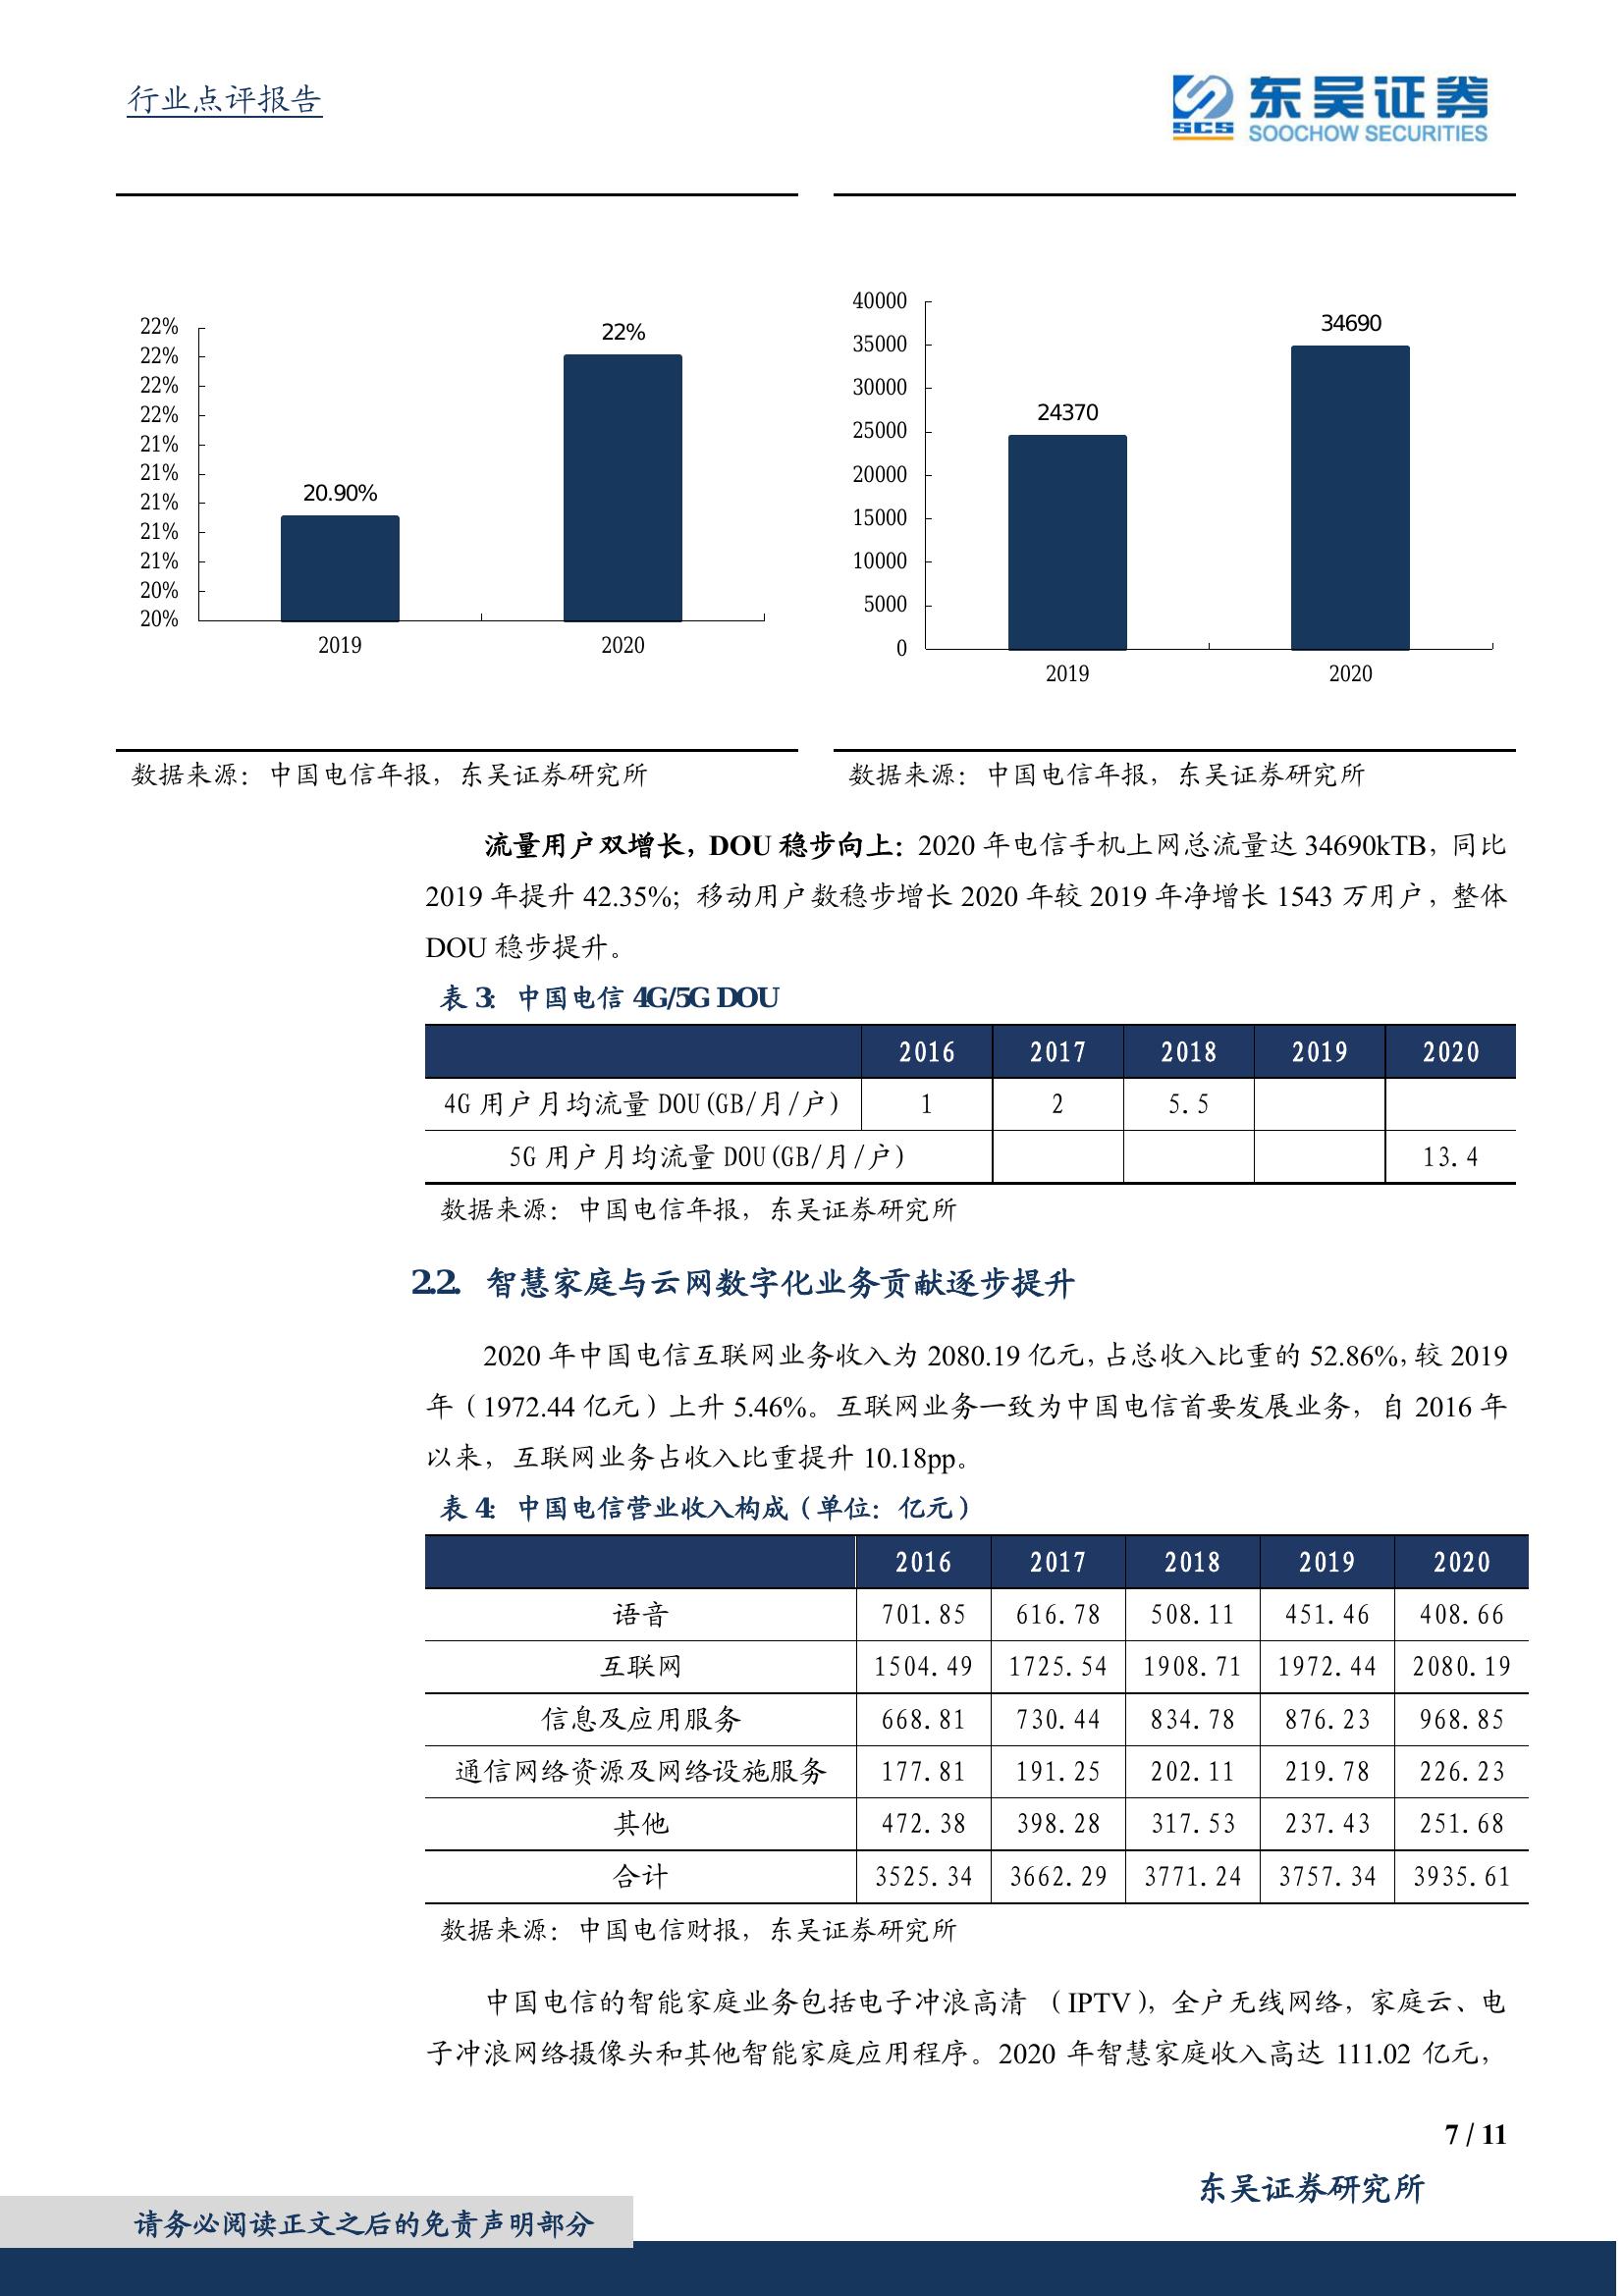 行业点评报告
SCS
东吴证券
SOOCHOW SECURITIES
22%
22%
22%
22%
21%
21%
21%
21%
21%
20%
20%
20.90%
22%
2019 2020
40000
35000
30000
25000
20000
15000
10000
5000
0
24370
34690
2019 2020
数据来源：中国电信年报，东吴证券研究所
数据来源：中国电信年报，东吴证券研究所
流量用户双增长，DOU 稳步向上：2020 年电信手机上网总流量达 34690kTB，同比
2019 年提升 42.35%；移动用户数稳步增长 2020 年较 2019 年净增长 1543 万用户，整体
DOU 稳步提升。
表 3：中国电信 4G/5G DOU
2016 2017 2018 2019 2020
4G 用户月均流量 DOU(GB/月/户) 1 2 5.5
5G 用户月均流量 DOU(GB/月/户) 13.4
数据来源：中国电信年报，东吴证券研究所
2.2. 智慧家庭与云网数字化业务贡献逐步提升
2020 年中国电信互联网业务收入为 2080.19 亿元，占总收入比重的 52.86%，较 2019
年（1972.44 亿元）上升 5.46%。互联网业务一致为中国电信首要发展业务，自 2016 年
以来，互联网业务占收入比重提升 10.18pp。
表 4：中国电信营业收入构成（单位：亿元）
2016 2017 2018 2019 2020
语音 701.85 616.78 508.11 451.46 408.66
互联网 1504.49 1725.54 1908.71 1972.44 2080.19
信息及应用服务 668.81 730.44 834.78 876.23 968.85
通信网络资源及网络设施服务 177.81 191.25 202.11 219.78 226.23
其他 472.38 398.28 317.53 237.43 251.68
合计 3525.34 3662.29 3771.24 3757.34 3935.61
数据来源：中国电信财报，东吴证券研究所
中国电信的智能家庭业务包括电子冲浪高清 （IPTV），全户无线网络，家庭云、电
子冲浪网络摄像头和其他智能家庭应用程序。2020 年智慧家庭收入高达 111.02 亿元，
7 / 11
东吴证券研究所
请务必阅读正文之后的免责声明部分